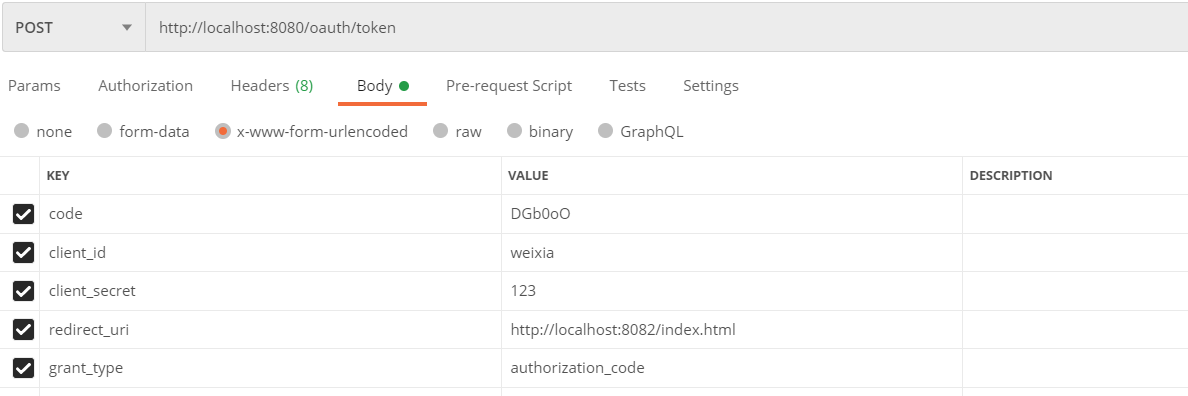 POST http://localhost:8080/oauth/token
Params Authorization Headers (8) Body Pre-request Script Tests Settings
none form-data x-www-form-urlencoded raw binary GraphQL
KEY VALUE DESCRIPTION
code DGb0oO
client_id weixia
client_secret 123
redirect_uri http://localhost:8082/index.html
grant_type authorization_code